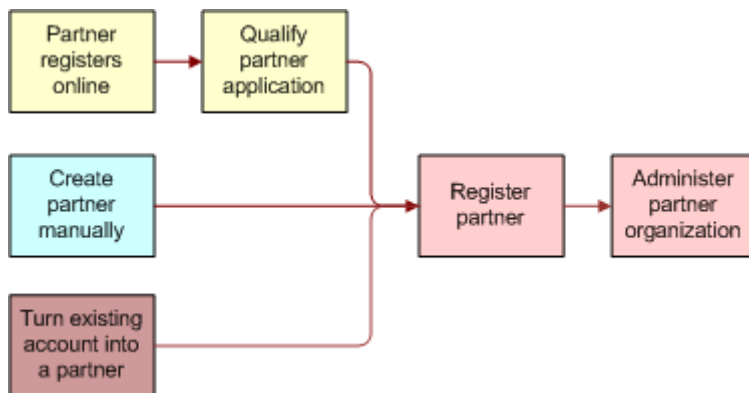 Partner
registers
online
Qualify
partner
application
Create
partner
manually
Register
partner
Administer
partner
organization
Turn existing
account into
a partner